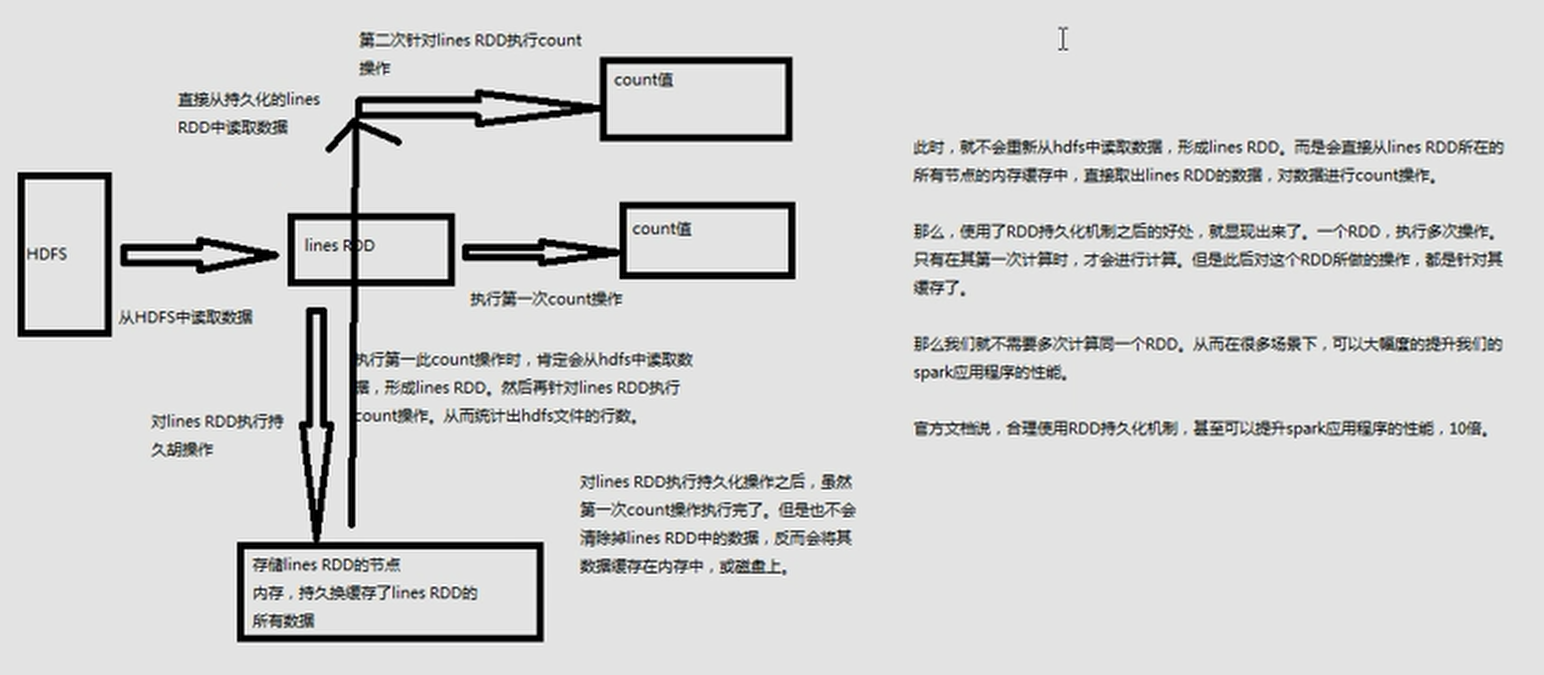 第二次针对lines RDD执行count
操作
count值
直接从持久化的lines
RDD中读取数据
HDFS
lines RDD
count值
从HDFS中读取数据
执行第一次count操作
执行第一此count操作时，肯定会从hdfs中读取数
据，形成lines RDD。然后再针对lines RDD执行
count操作。从而统计出hdfs文件的行数。
对lines RDD执行持
久胡操作
对lines RDD执行持久化操作之后，虽然
第一次count操作执行完了。但是也不会
清除掉lines RDD中的数据，反而会将其
数据缓存在内存中，或磁盘上。
存储lines RDD的节点
内存，持久换缓存了lines RDD的
所有数据
此时，就不会重新从hdfs中读取数据，形成lines RDD。而是会直接从lines RDD所在的
所有节点的内存缓存中，直接取出lines RDD的数据，对数据进行count操作。
那么，使用了RDD持久化机制之后的好处，就显现出来了。一个RDD，执行多次操作。
只有在其第一次计算时，才会进行计算。但是此后对这个RDD所做的操作，都是针对其
缓存了。
那么我们就不需要多次计算同一个RDD。从而在很多场景下，可以大幅度的提升我们的
spark应用程序的性能。
官方文档说，合理使用RDD持久化机制，甚至可以提升spark应用程序的性能，10倍。